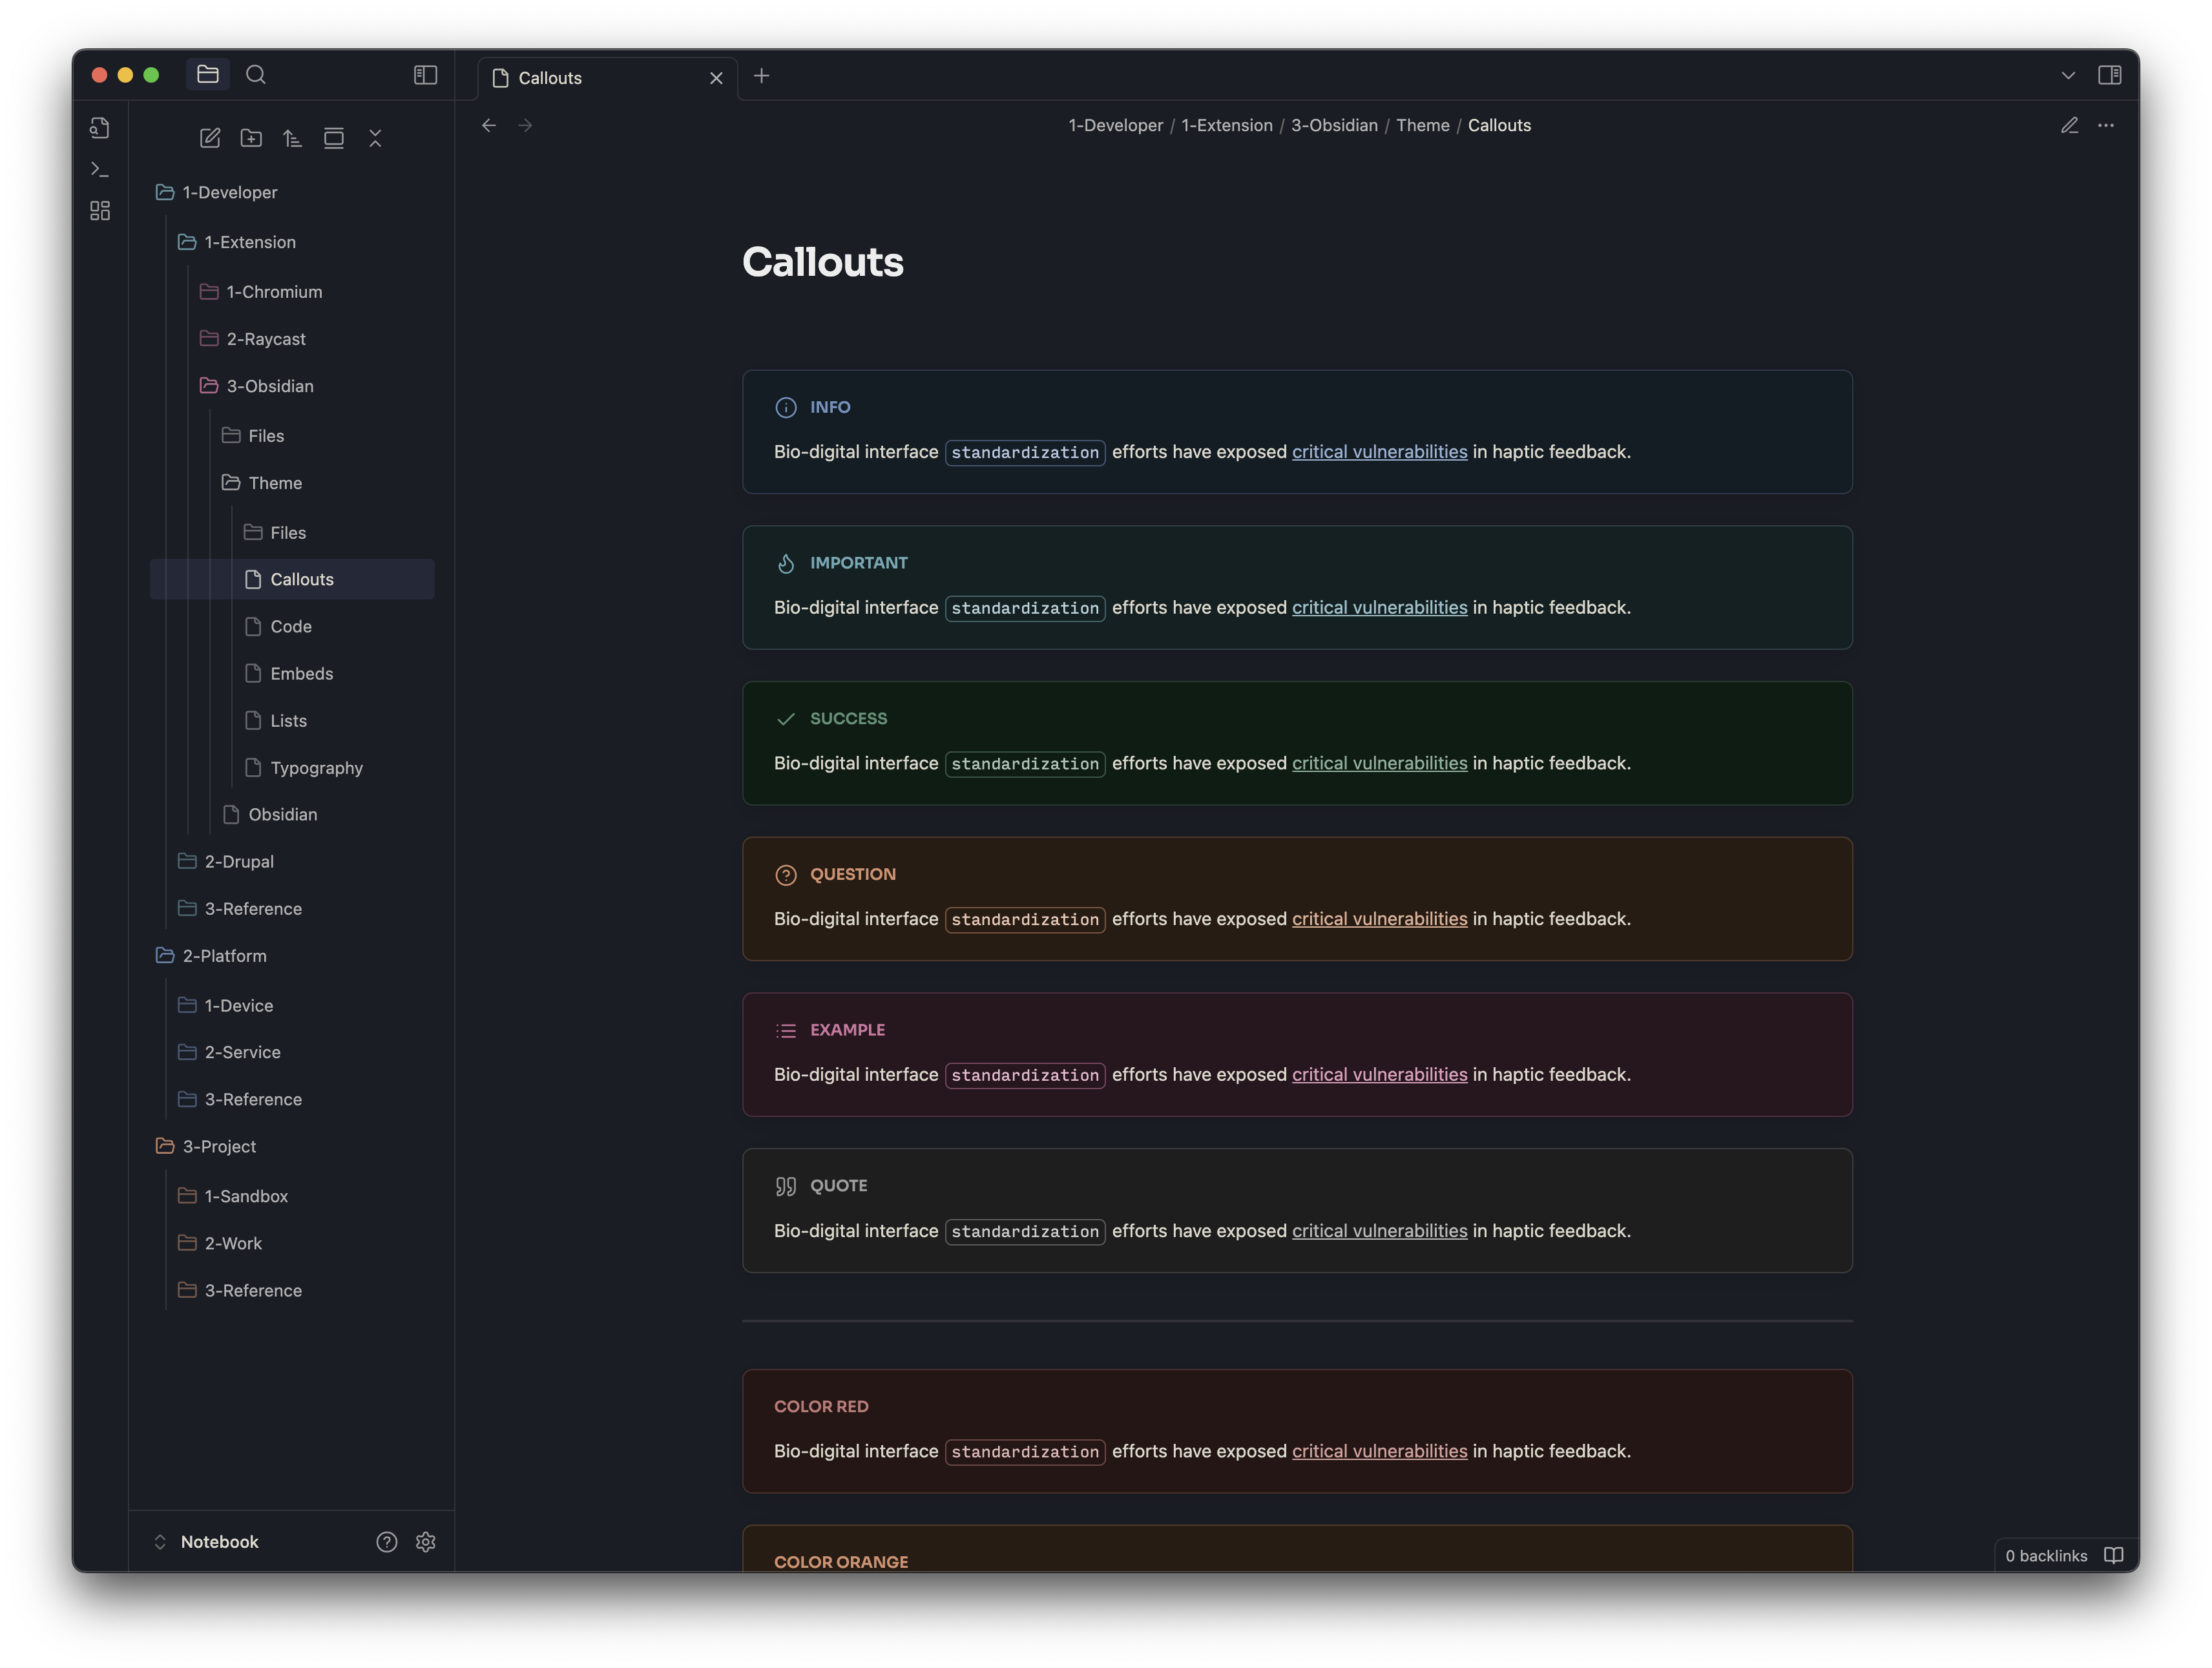 Callouts
1-Developer / 1-Extension / 3-Obsidian / Theme / Callouts
1-Developer
1-Extension
1-Chromium
2-Raycast
3-Obsidian
Files
Theme
Files
Callouts
Code
Embeds
Lists
Typography
Obsidian
2-Drupal
3-Reference
2-Platform
1-Device
2-Service
3-Reference
3-Project
1-Sandbox
2-Work
3-Reference
Notebook
Callouts
INFO
Bio-digital interface standardization efforts have exposed critical vulnerabilities in haptic feedback.
IMPORTANT
Bio-digital interface standardization efforts have exposed critical vulnerabilities in haptic feedback.
SUCCESS
Bio-digital interface standardization efforts have exposed critical vulnerabilities in haptic feedback.
QUESTION
Bio-digital interface standardization efforts have exposed critical vulnerabilities in haptic feedback.
EXAMPLE
Bio-digital interface standardization efforts have exposed critical vulnerabilities in haptic feedback.
QUOTE
Bio-digital interface standardization efforts have exposed critical vulnerabilities in haptic feedback.
COLOR RED
Bio-digital interface standardization efforts have exposed critical vulnerabilities in haptic feedback.
COLOR ORANGE
0 backlinks